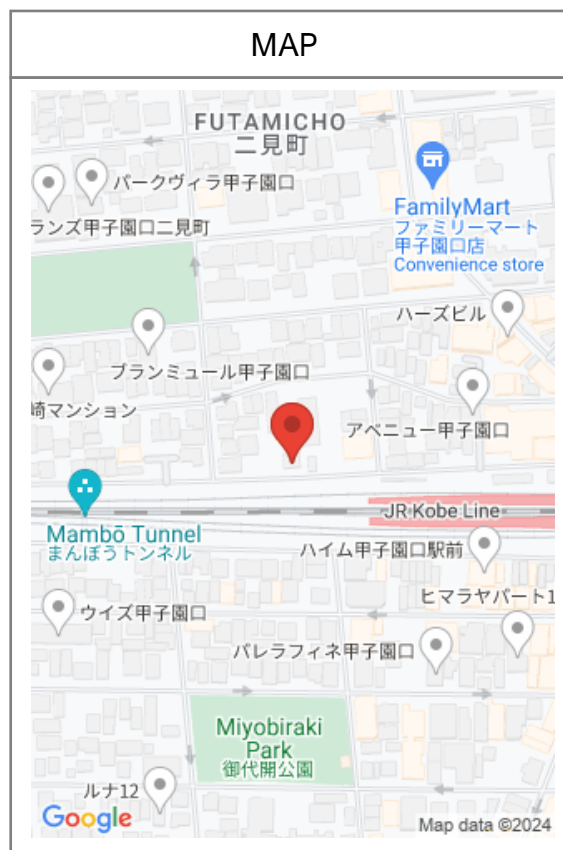 MAP
FUTAMICHO
二見町
パークヴィラ甲子園口
ランズ甲子園口二見町
FamilyMart
ファミリーマート
甲子園口店
Convenience store
ハーズビル
ブランミュール甲子園口
崎マンション
アベニュー甲子園口
JR Kobe Line
Mambō Tunnel
まんぼうトンネル
ハイム甲子園口駅前
ヒマラヤパート1
ウイズ甲子園口
パレラフィネ甲子園口
Miyobiraki
Park
御代開公園
ルナ12
Google
Map data ©2024